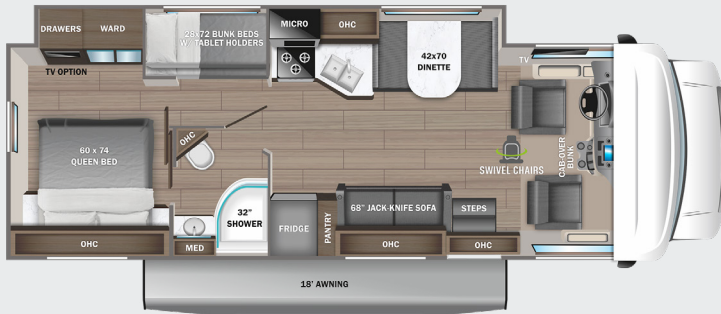 DRAWERS
WARD
TV OPTION
28x72 BUNK BEDS
W/ TABLET HOLDERS
MICRO
OHC
42x70
DINETTE
TV
60 x 74
QUEEN BED
OHC
SWIVEL CHAIRS
CAB-OVER
BUNK
32"
SHOWER
FRIDGE
PANTRY
68" JACK-KNIFE SOFA
STEPS
OHC
MED
OHC
OHC
18' AWNING